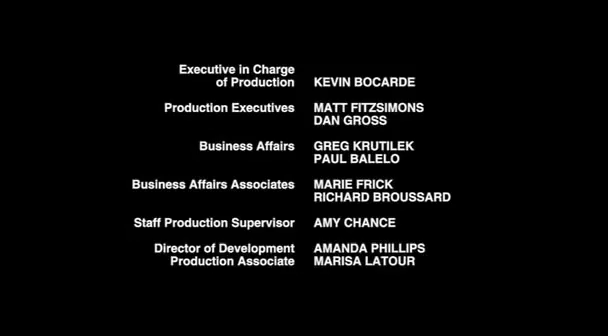 Executive in Charge
of Production KEVIN BOCARDE
Production Executives MATT FITZSIMONS
DAN GROSS
Business Affairs GREG KRUTILEK
PAUL BALELO
Business Affairs Associates MARIE FRICK
RICHARD BROUSSARD
Staff Production Supervisor AMY CHANCE
Director of Development AMANDA PHILLIPS
Production Associate MARISA LATOUR